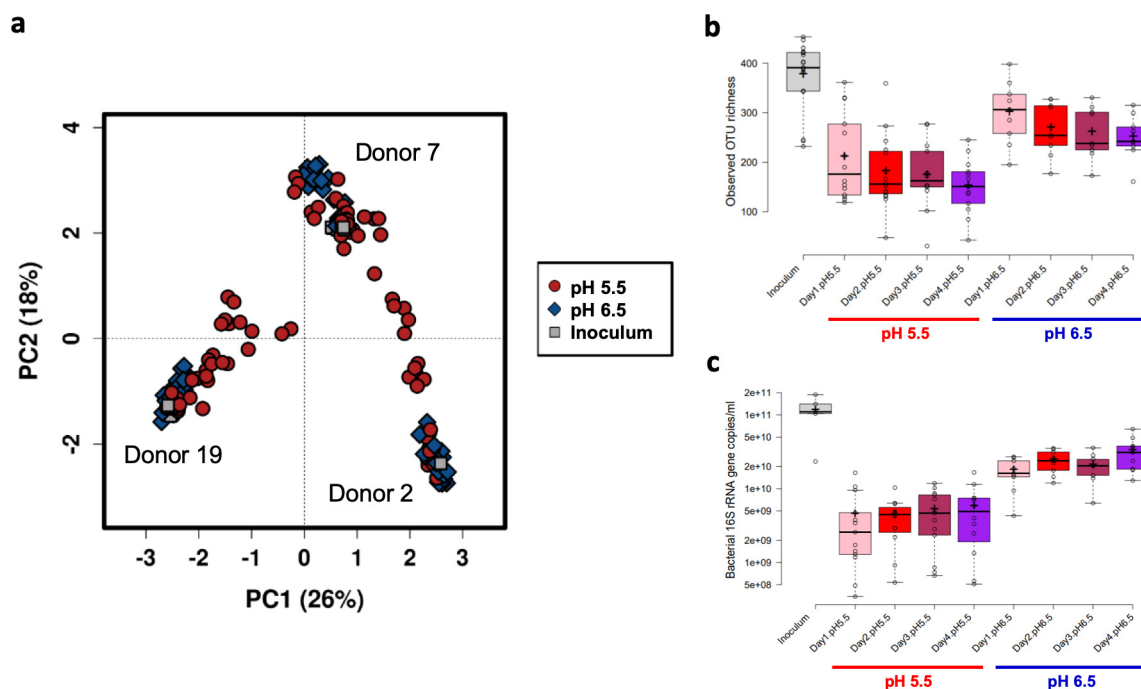 a
4
2
0
-2
-3
-2
-1
0
1
2
3
PC2 (18%)
PC1 (26%)
Donor 7
Donor 19
Donor 2
pH 5.5
pH 6.5
Inoculum
b
Observed OTU richness
400
300
200
100
Inoculum
Day1.pH5.5
Day2.pH5.5
Day3.pH5.5
Day4.pH5.5
Day1.pH6.5
Day2.pH6.5
Day3.pH6.5
Day4.pH6.5
pH 5.5
pH 6.5
c
Bacterial 16S rRNA gene copies/ml
2e+11
1e+11
5e+10
2e+10
1e+10
5e+09
2e+09
1e+09
5e+08
Inoculum
Day1.pH5.5
Day2.pH5.5
Day3.pH5.5
Day4.pH5.5
Day1.pH6.5
Day2.pH6.5
Day3.pH6.5
Day4.pH6.5
pH 5.5
pH 6.5